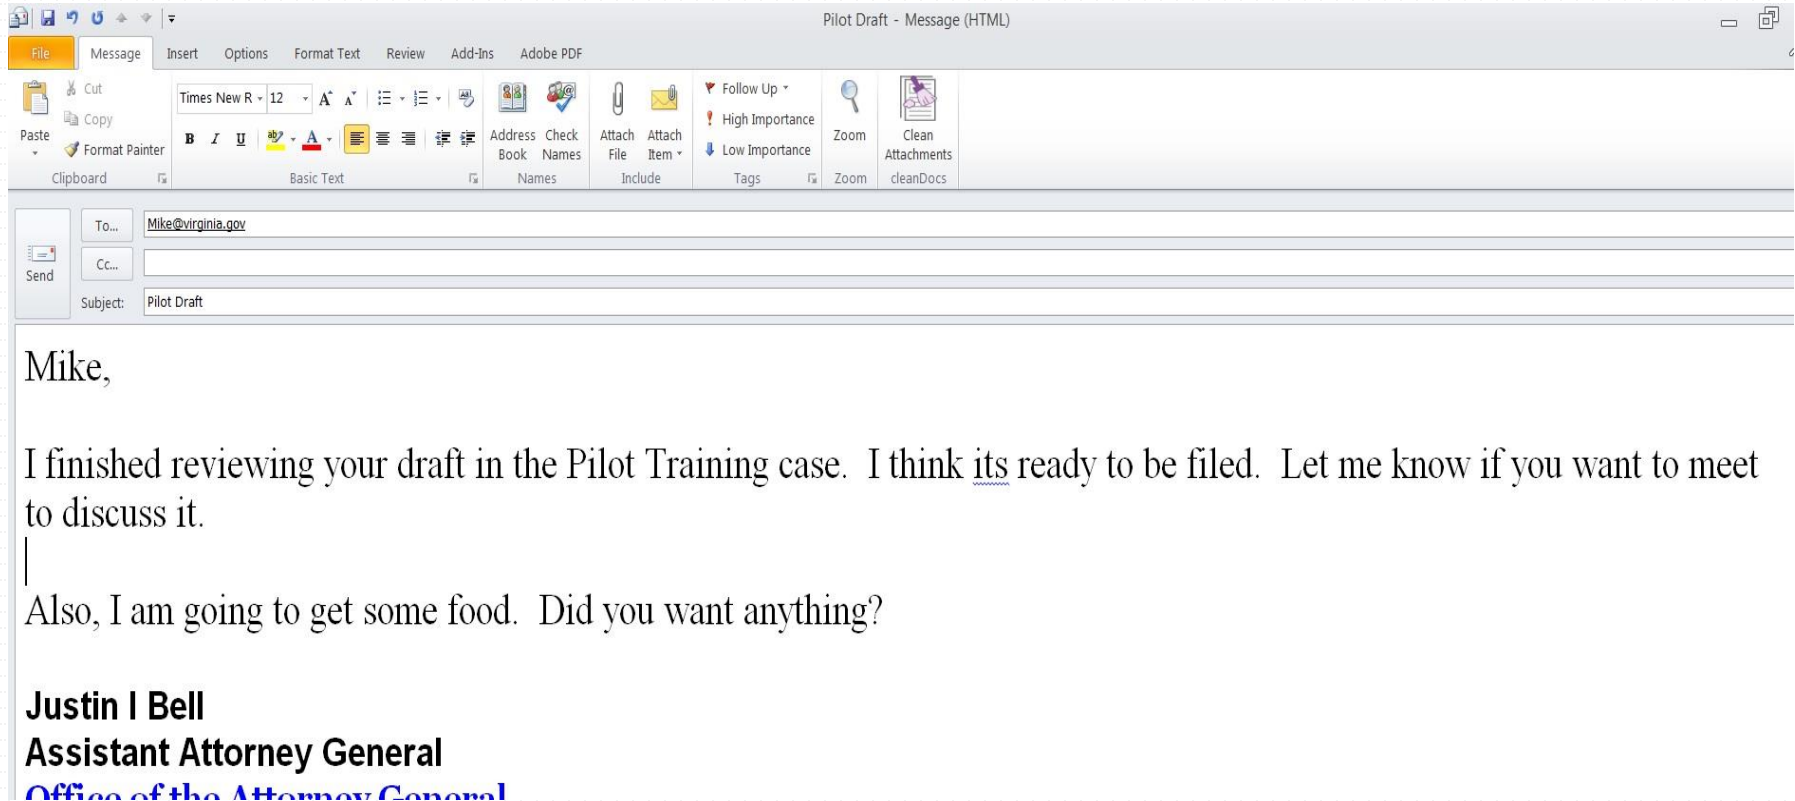 Pilot Draft - Message (HTML)
File Message Insert Options Format Text Review Add-Ins Adobe PDF
Paste
Cut
Copy
Format Painter
Clipboard
Times New R 12
B I U
Basic Text
Address Book
Check Names
Names
Attach File
Attach Item
Include
Follow Up
High Importance
Low Importance
Tags
Zoom
Zoom
Clean Attachments
cleanDocs
Send
To... Mike@virginia.gov
Cc...
Subject: Pilot Draft
Mike,
I finished reviewing your draft in the Pilot Training case.  I think its ready to be filed.  Let me know if you want to meet
to discuss it.
Also, I am going to get some food.  Did you want anything?
Justin I Bell
Assistant Attorney General
Office of the Attorney General